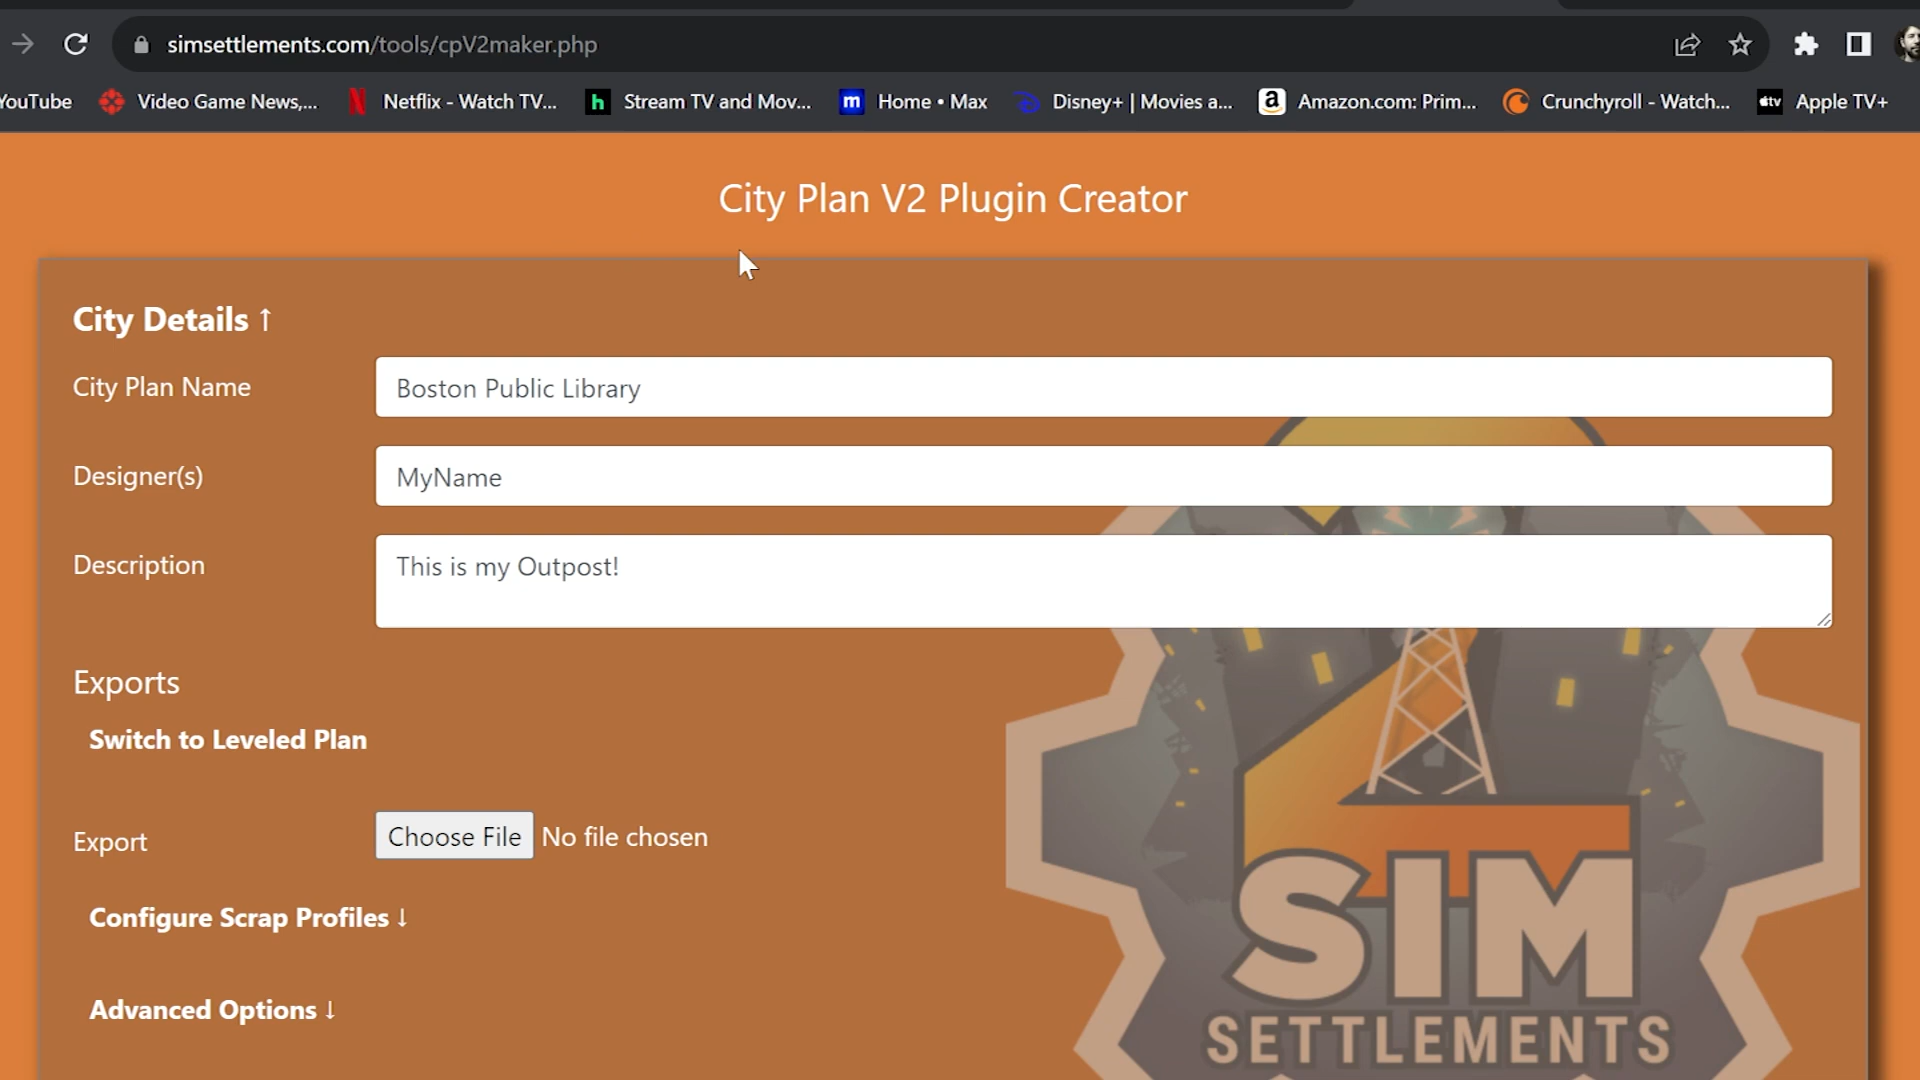 simsettlements.com/tools/cpV2maker.php
YouTube
Video Game News,...
Netflix - Watch TV...
h
Stream TV and Mov...
m
Home • Max
Disney+ | Movies a...
a
Amazon.com: Prim...
Crunchyroll - Watch...
tv
Apple TV+
City Plan V2 Plugin Creator
City Details ↑
City Plan Name
Boston Public Library
Designer(s)
MyName
Description
This is my Outpost!
Exports
Switch to Leveled Plan
Export
Choose File No file chosen
Configure Scrap Profiles ↓
Advanced Options ↓
2
SIM
SETTLEMENTS